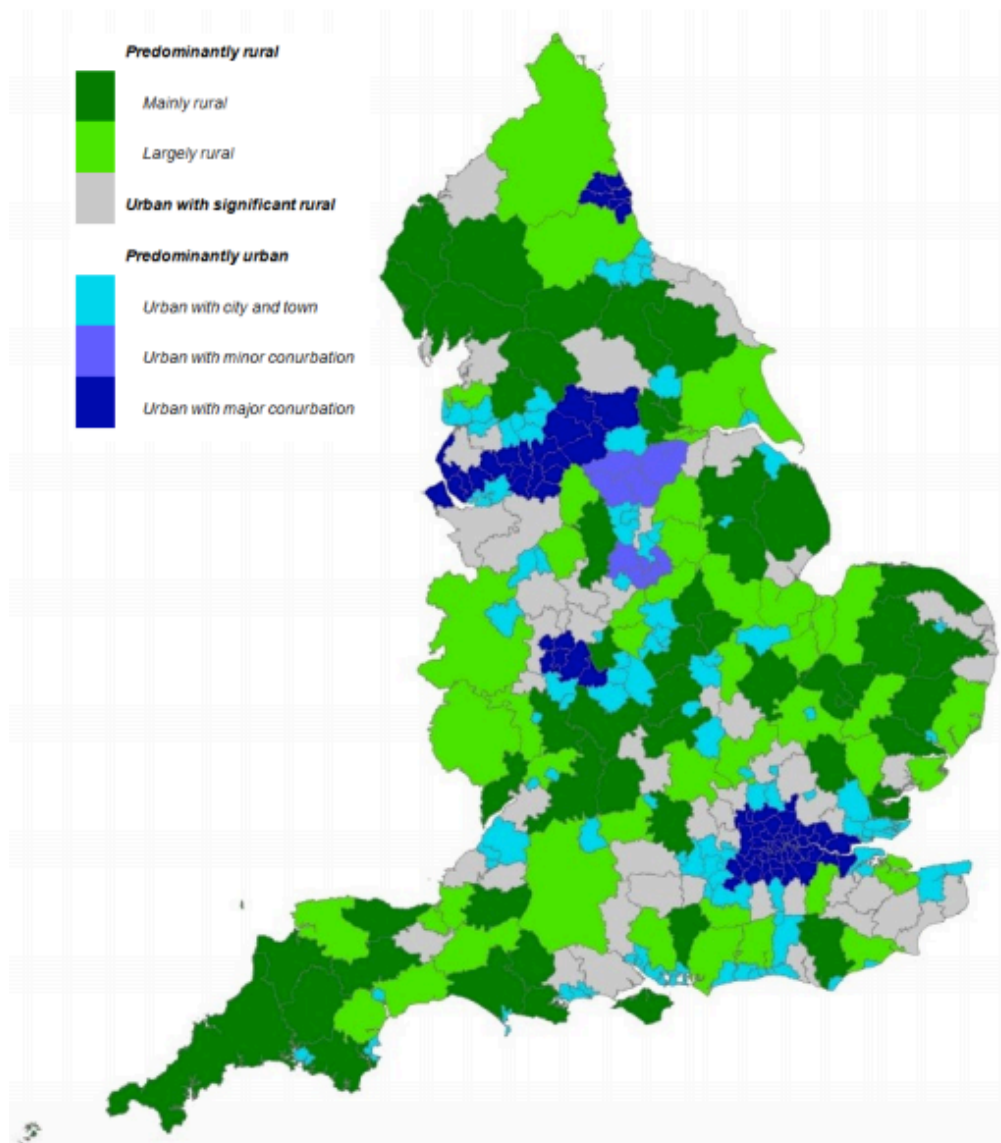 Predominantly rural
Mainly rural
Largely rural
Urban with significant rural
Predominantly urban
Urban with city and town
Urban with minor conurbation
Urban with major conurbation